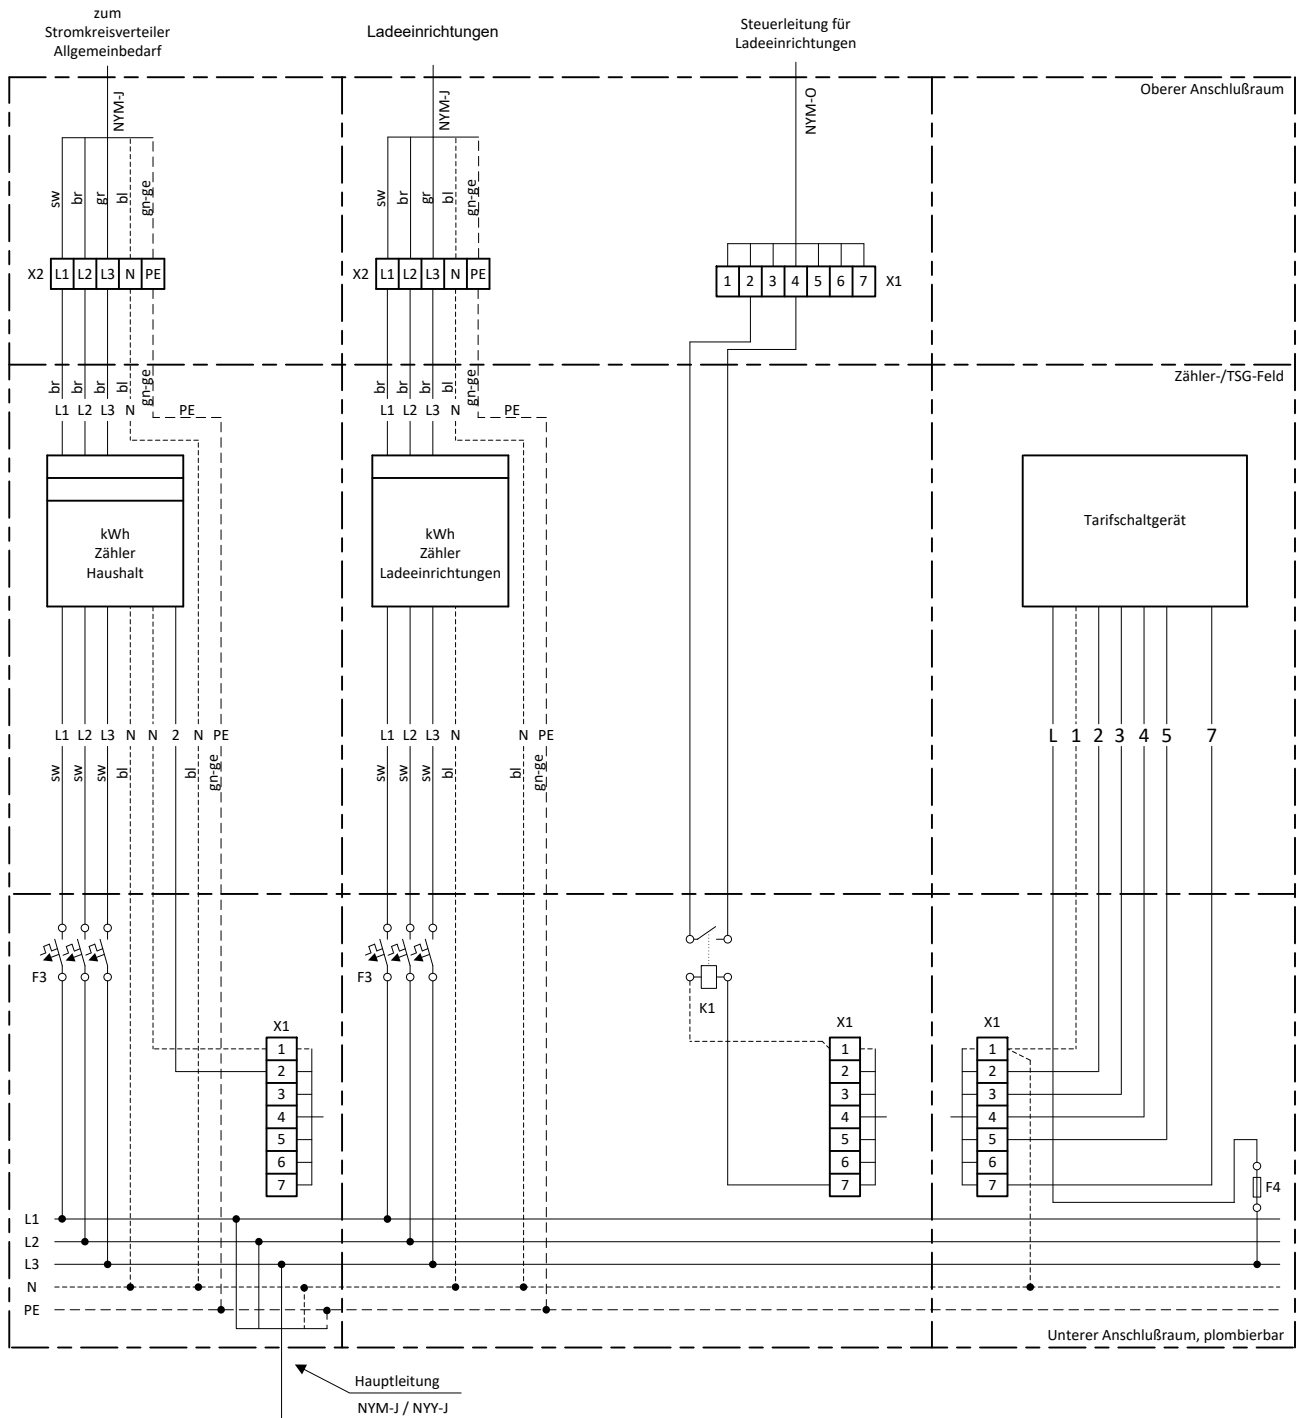 zum
Stromkreisverteiler
Allgemeinbedarf
Ladeeinrichtungen
Steuerleitung für
Ladeeinrichtungen
Oberer Anschlußraum
NYM-J
NYM-J
NYM-O
sw br gr bl gn-ge
sw br gr bl gn-ge
X2 L1 L2 L3 N PE
X2 L1 L2 L3 N PE
1 2 3 4 5 6 7 X1
Zähler-/TSG-Feld
br br br bl gn-ge
br br br bl gn-ge
L1 L2 L3 N PE
L1 L2 L3 N PE
kWh
Zähler
Haushalt
kWh
Zähler
Ladeeinrichtungen
Tarifschaltgerät
L1 L2 L3 N N 2 N PE
L1 L2 L3 N N PE
L 1 2 3 4 5 7
sw sw sw bl bl gn-ge
sw sw sw bl bl gn-ge
F3
F3
K1
X1
1
2
3
4
5
6
7
X1
1
2
3
4
5
6
7
X1
1
2
3
4
5
6
7
F4
L1
L2
L3
N
PE
Unterer Anschlußraum, plombierbar
Hauptleitung
NYM-J / NYY-J